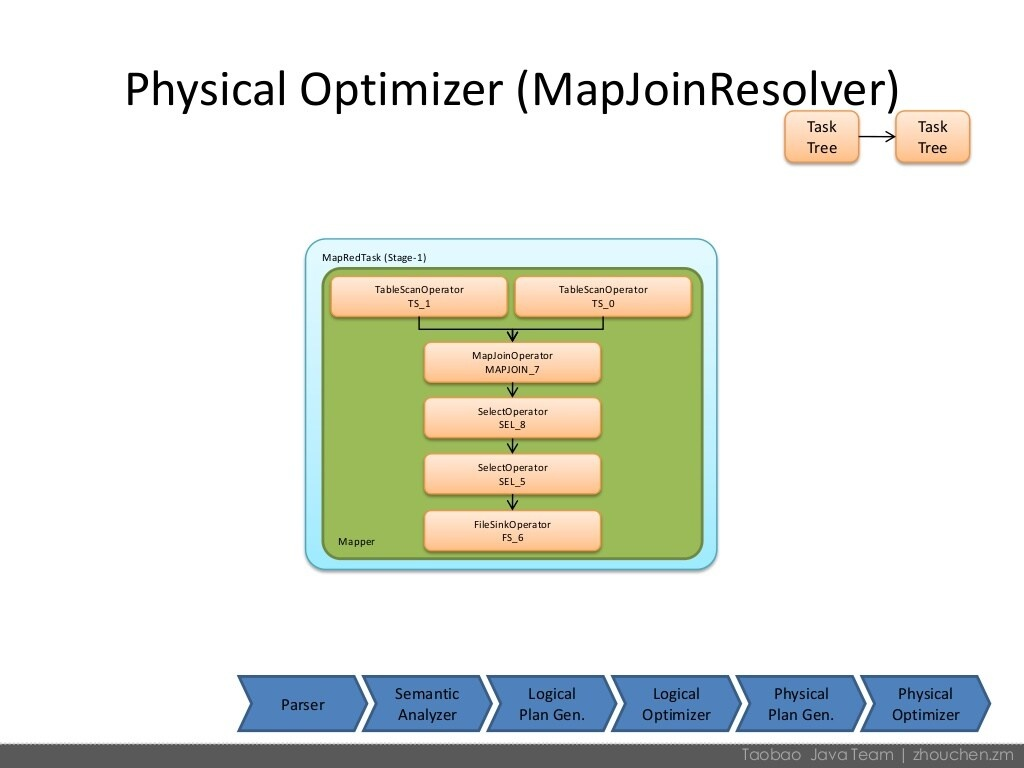 Physical Optimizer (MapJoinResolver)
Task
Tree
Task
Tree
MapRedTask (Stage-1)
TableScanOperator
TS_1
TableScanOperator
TS_0
MapJoinOperator
MAPJOIN_7
SelectOperator
SEL_8
SelectOperator
SEL_5
FileSinkOperator
FS_6
Mapper
Parser
Semantic
Analyzer
Logical
Plan Gen.
Logical
Optimizer
Physical
Plan Gen.
Physical
Optimizer
Taobao Java Team | zhouchen.zm